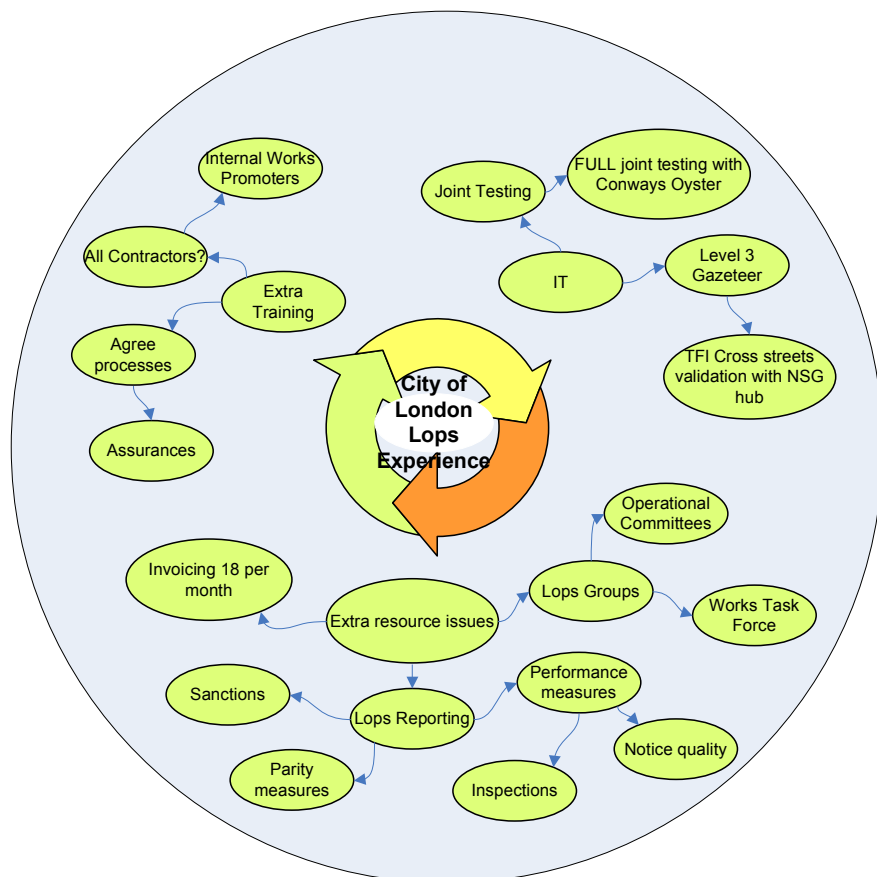 Internal Works
Promoters
All Contractors?
Extra
Training
Agree
processes
Assurances
Joint Testing
FULL joint testing with
Conways Oyster
IT
Level 3
Gazeteer
TFI Cross streets
validation with NSG
hub
City of
London
Lops
Experience
Invoicing 18 per
month
Extra resource issues
Lops Groups
Operational
Committees
Works Task
Force
Sanctions
Lops Reporting
Performance
measures
Parity
measures
Inspections
Notice quality